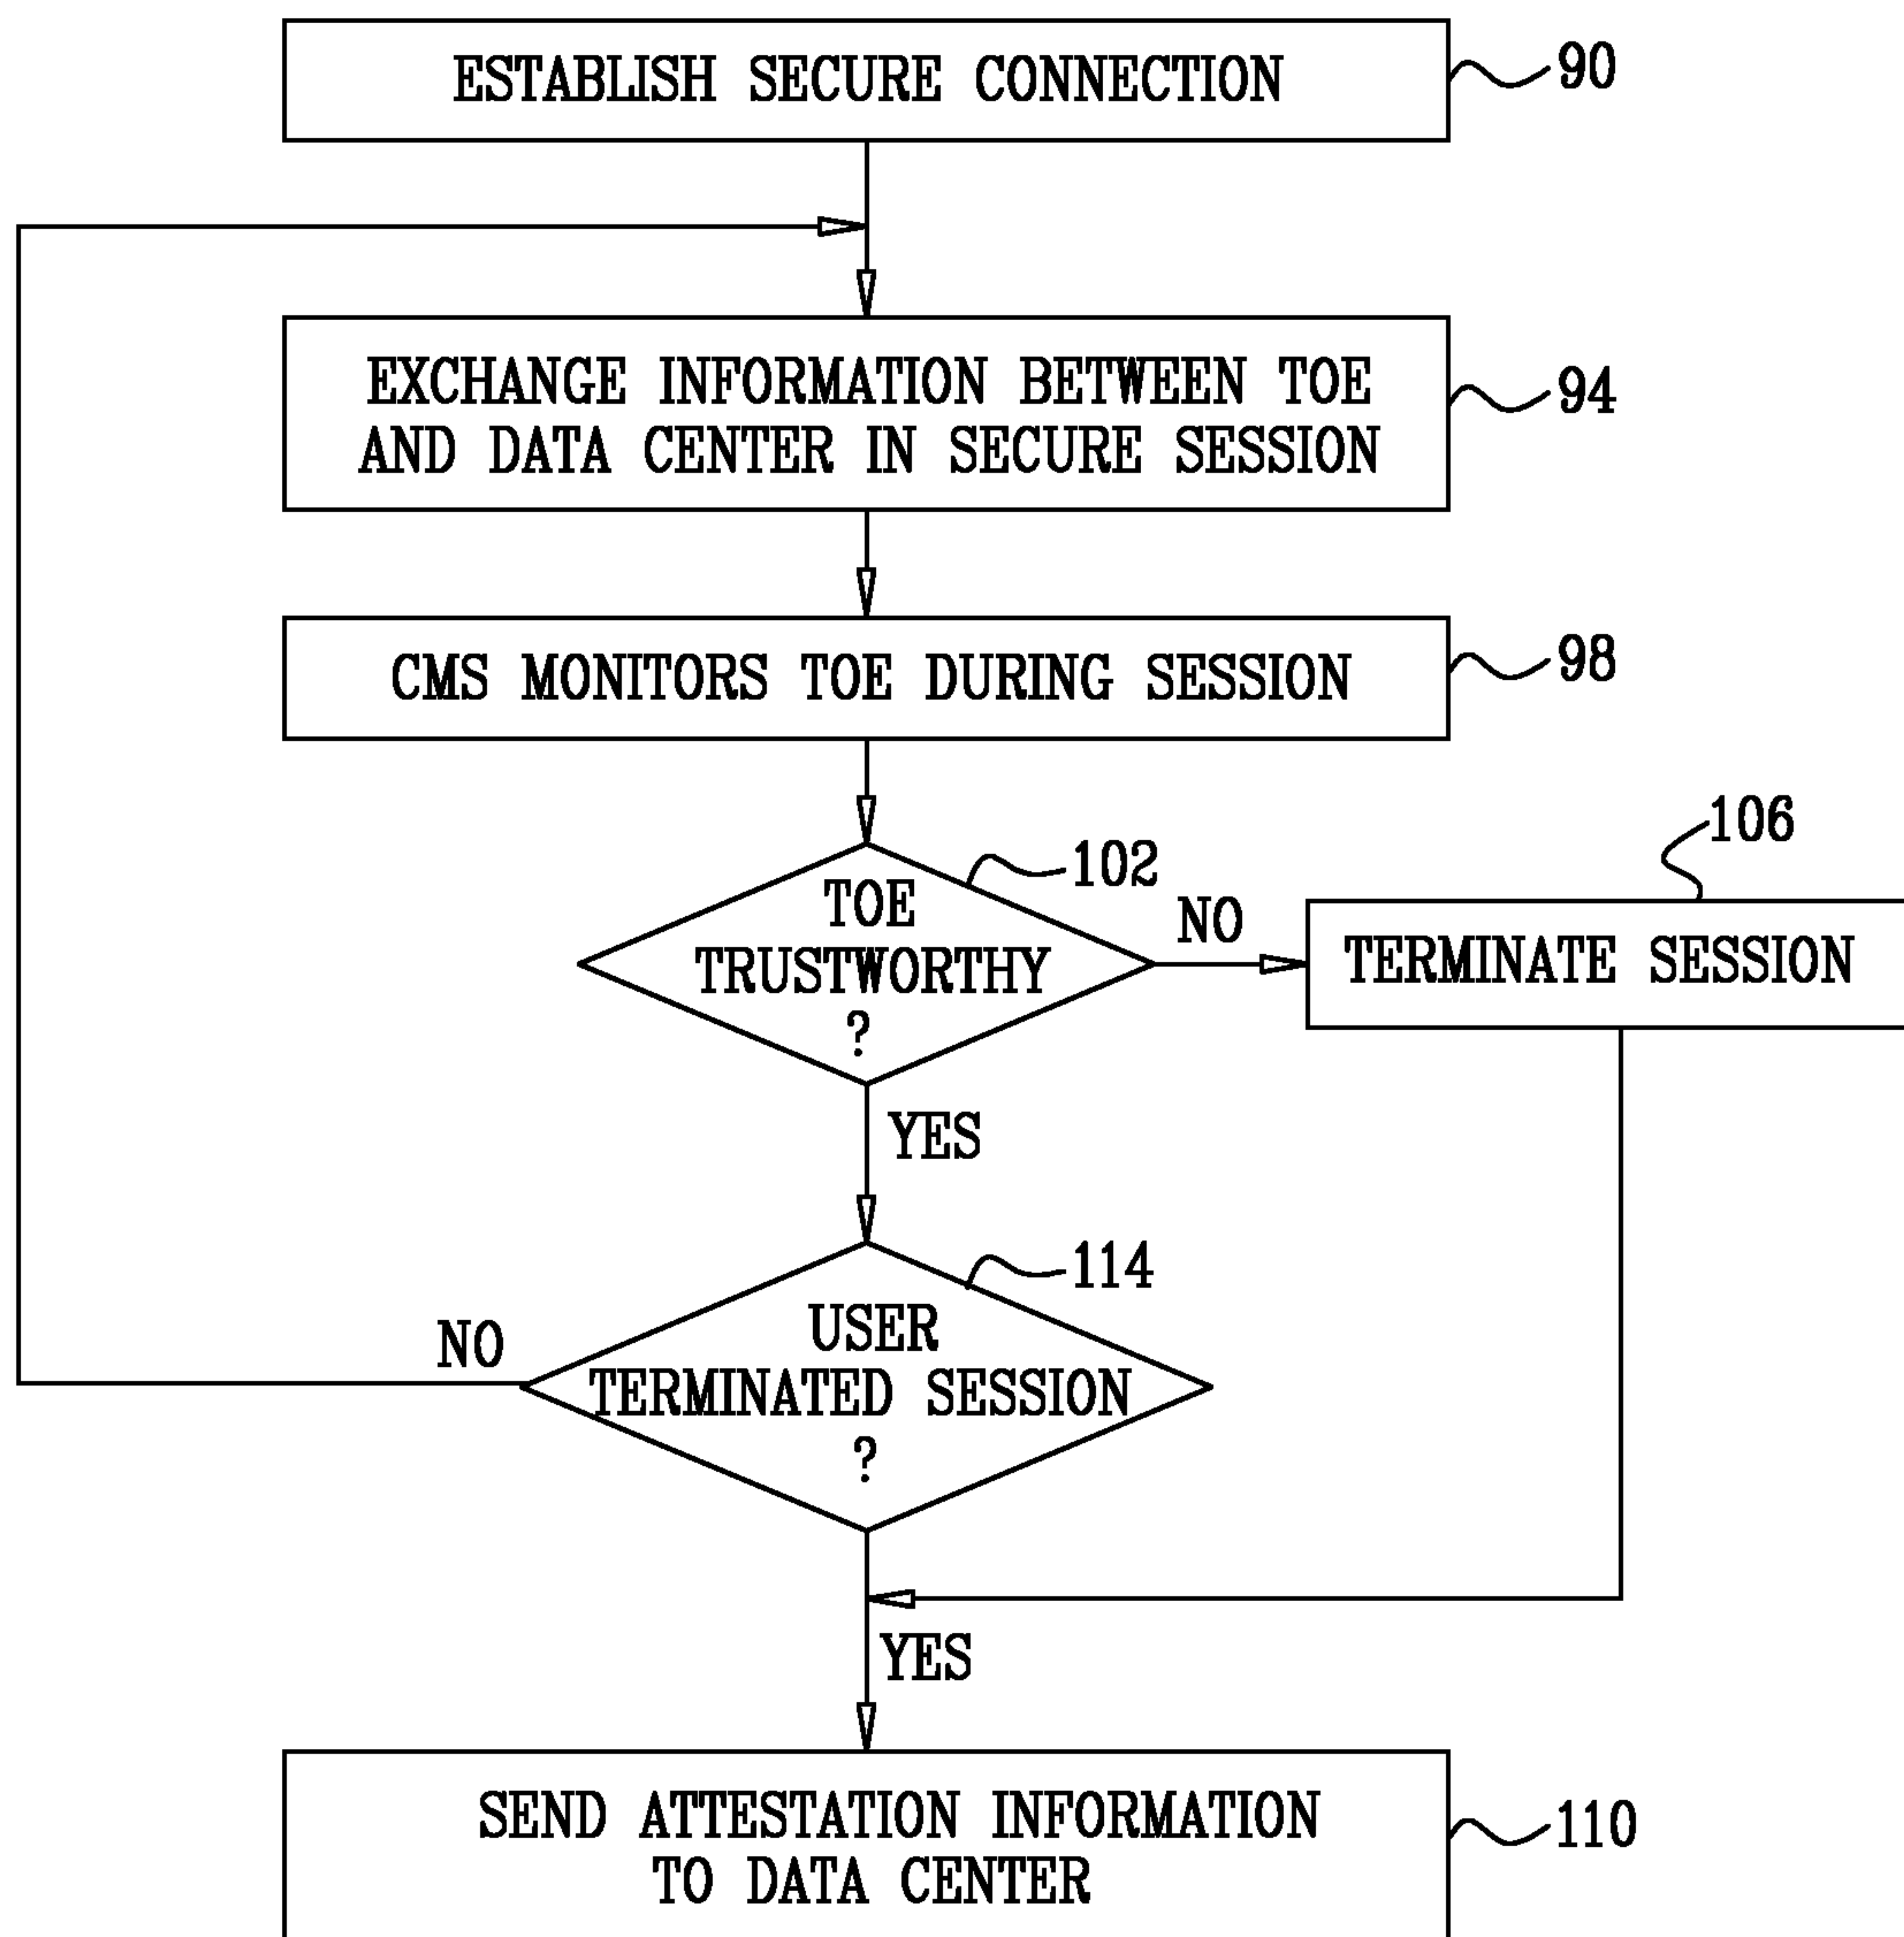 ESTABLISH SECURE CONNECTION
90
EXCHANGE INFORMATION BETWEEN TOE
AND DATA CENTER IN SECURE SESSION
94
CMS MONITORS TOE DURING SESSION
98
TOE
TRUSTWORTHY
?
102
NO
TERMINATE SESSION
106
YES
USER
TERMINATED SESSION
?
114
NO
YES
SEND ATTESTATION INFORMATION
TO DATA CENTER
110